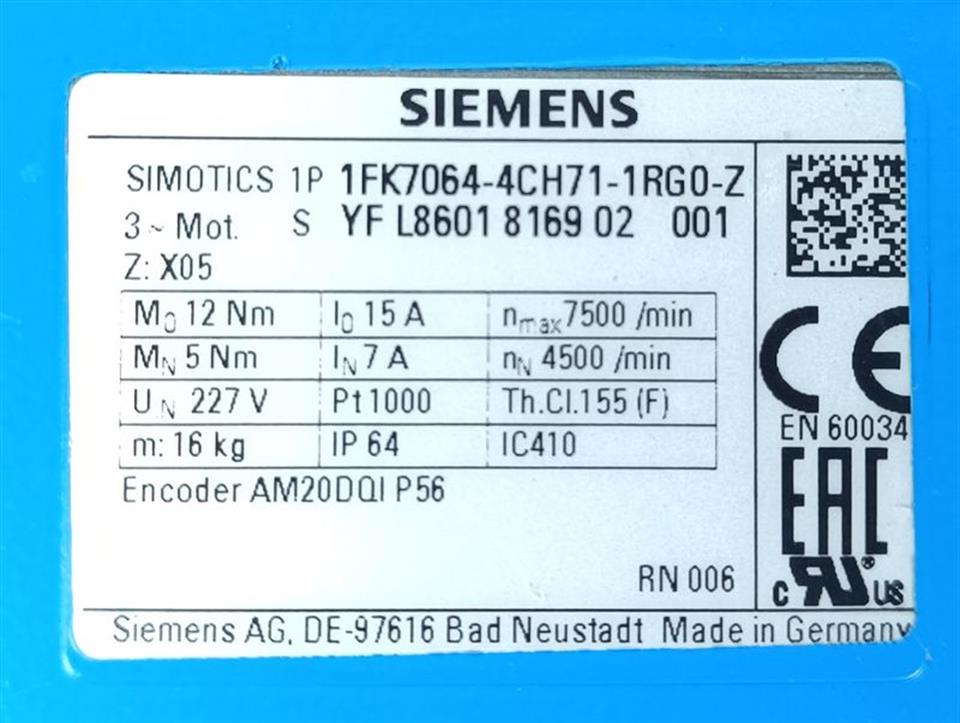 SIEMENS
SIMOTICS 1P 1FK7064-4CH71-1RG0-Z
3~ Mot. S YF L8601 8169 02 001
Z: X05
M0 12 Nm I0 15 A nmax 7500 /min
MN 5 Nm IN 7 A nN 4500 /min
UN 227 V Pt1000 Th.Cl.155 (F)
m: 16 kg IP 64 IC410
Encoder AM20DQI P56
CE
EN 60034
EAC
c RU® US
RN 006
Siemens AG, DE-97616 Bad Neustadt Made in Germany